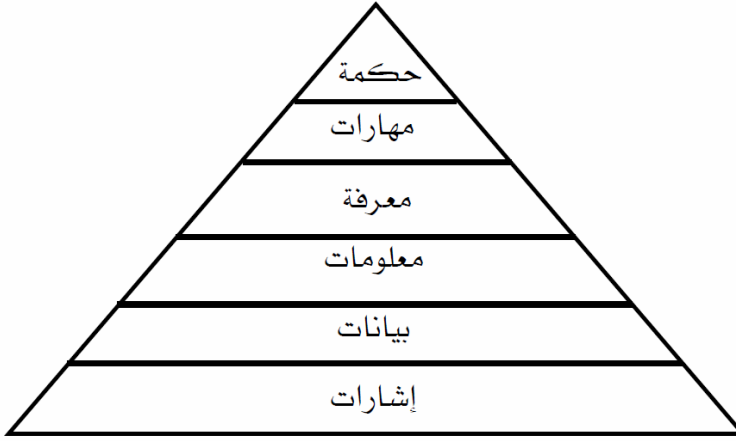 حكمة
مهارات
معرفة
معلومات
بيانات
إشارات